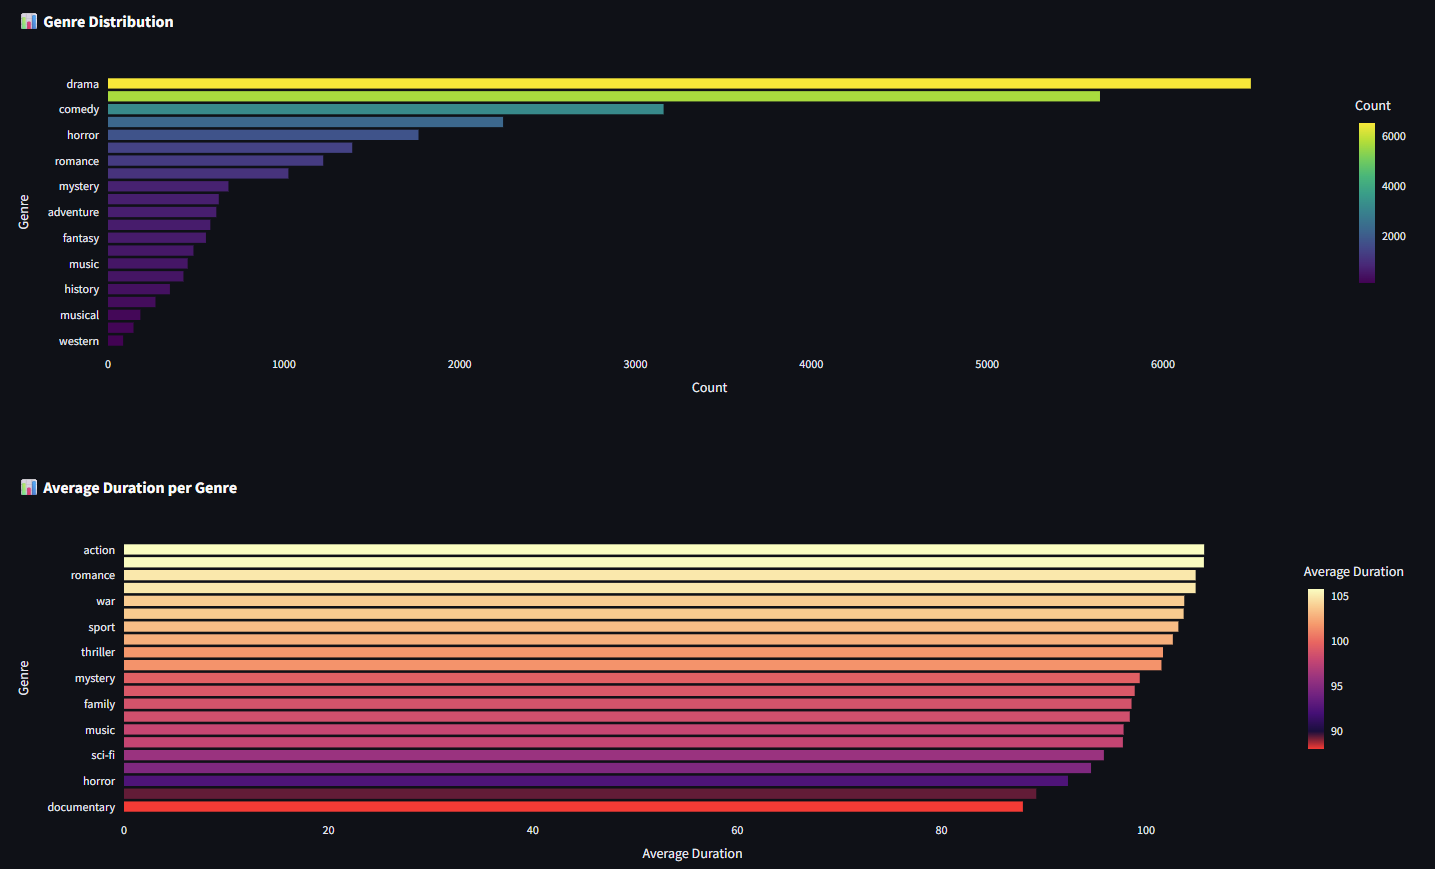 Genre Distribution
drama
comedy
horror
romance
mystery
adventure
fantasy
music
history
musical
western
Genre
0 1000 2000 3000 4000 5000 6000
Count
Count
6000
4000
2000
Average Duration per Genre
action
romance
war
sport
thriller
mystery
family
music
sci-fi
horror
documentary
Genre
0 20 40 60 80 100
Average Duration
Average Duration
105
100
95
90